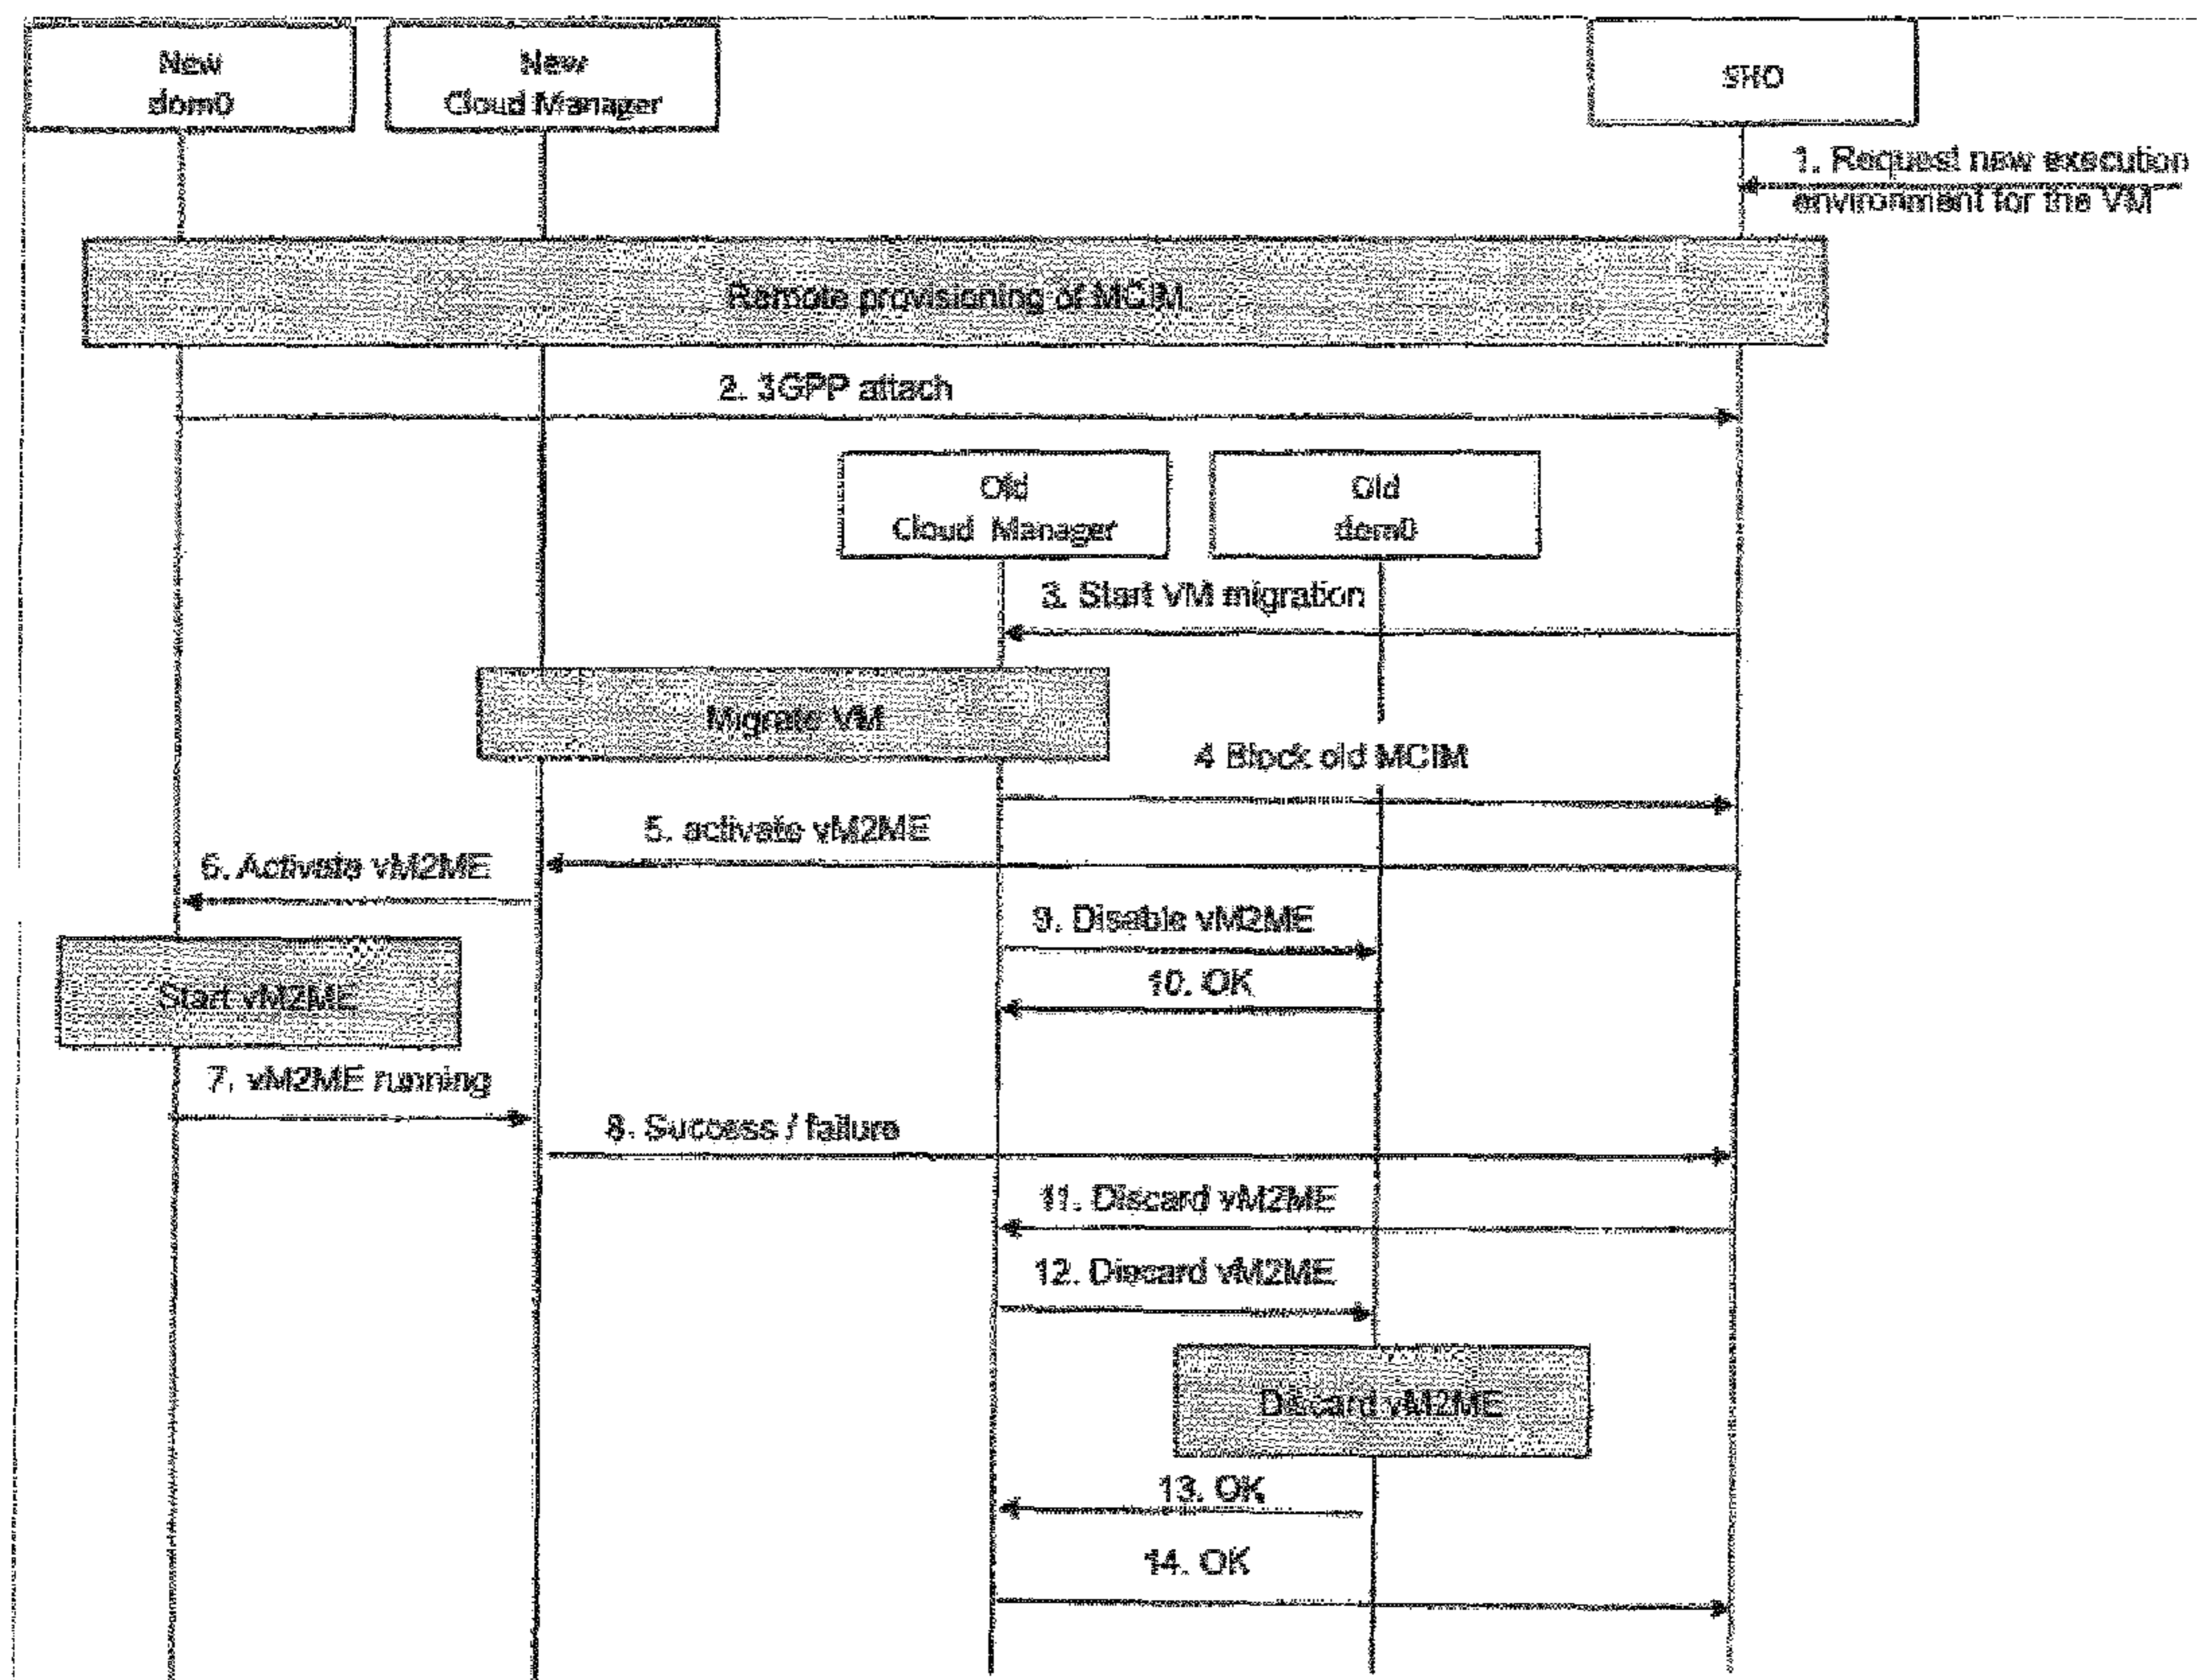 New
dom0
New
Cloud Manager
SHO
1. Request new execution
environment for the VM
Remote provisioning of MCIM
2. 3GPP attach
Old
Cloud Manager
Old
dom0
3. Start VM migration
Migrate VM
4 Block old MCIM
5. activate vM2ME
6. Activate vM2ME
9. Disable vM2ME
10. OK
Start vM2ME
7. vM2ME running
8. Success / failure
11. Discard vM2ME
12. Discard vM2ME
Discard vM2ME
13. OK
14. OK